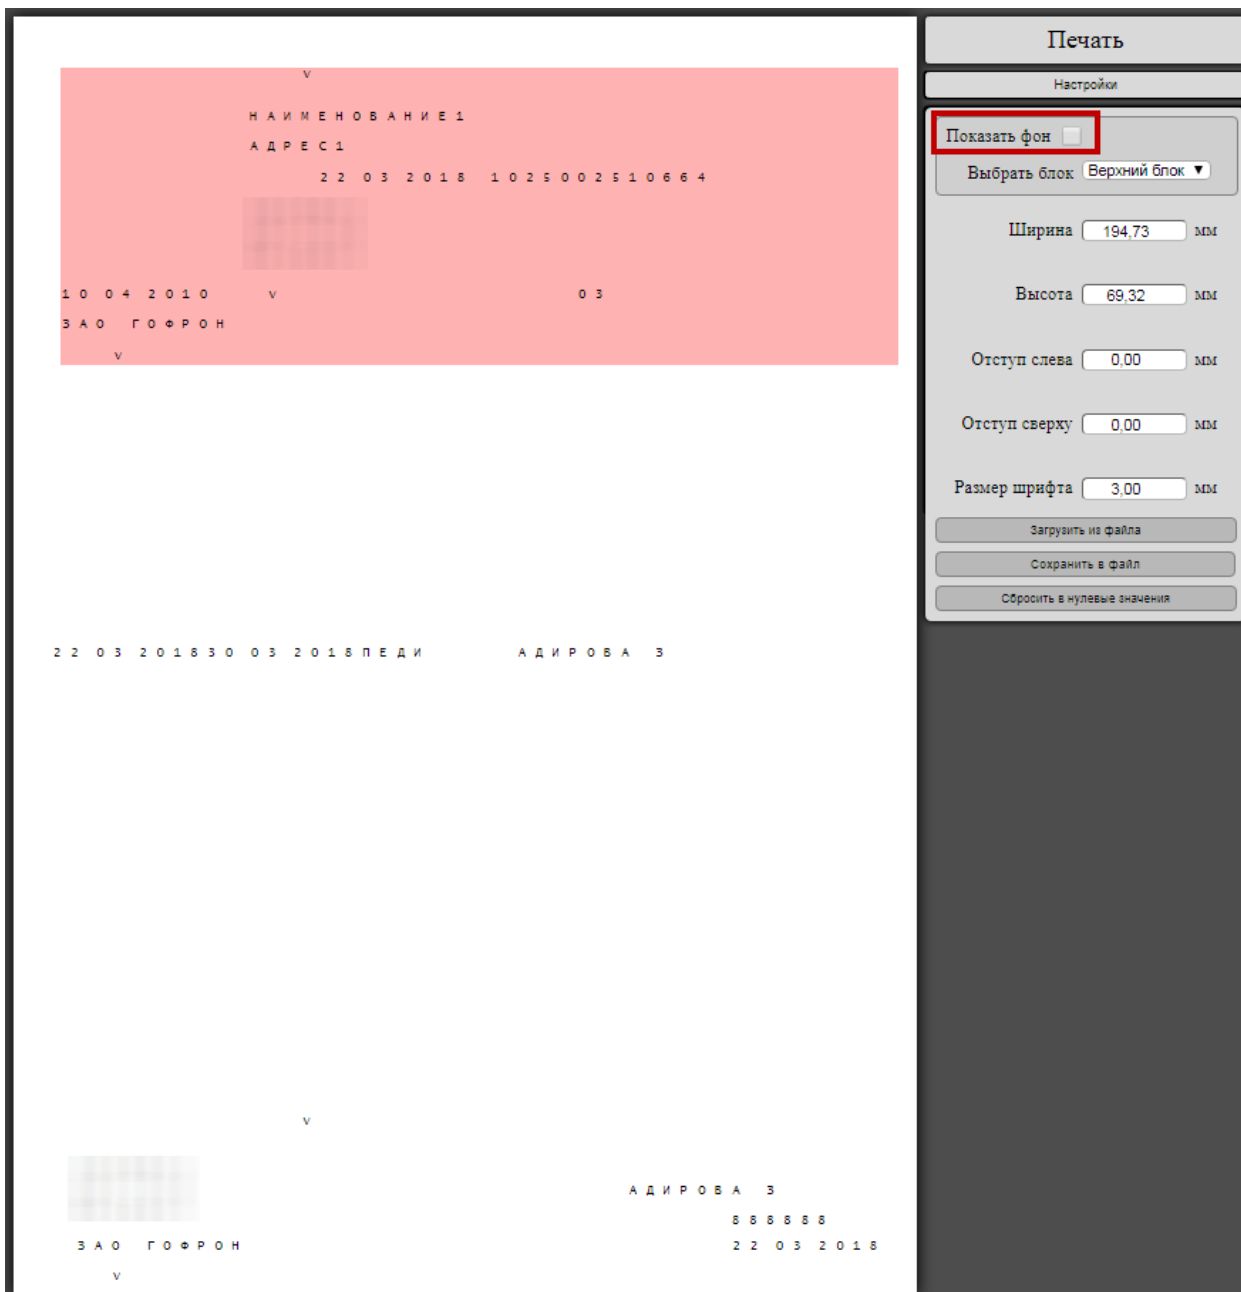 v
НАИМЕНОВАНИЕ1
АДРЕС1
22 03 2018 1025002510664
10 04 2010 v 03
ЗАО ГОФРОН
v
22 03 201830 03 2018ПЕДИ АДИРОВА З
v
АДИРОВА З
888888
ЗАО ГОФРОН 22 03 2018
v
Печать
Настройки
Показать фон
Выбрать блок Верхний блок ▼
Ширина 194,73 мм
Высота 69,32 мм
Отступ слева 0,00 мм
Отступ сверху 0,00 мм
Размер шрифта 3,00 мм
Загрузить из файла
Сохранить в файл
Сбросить в нулевые значения